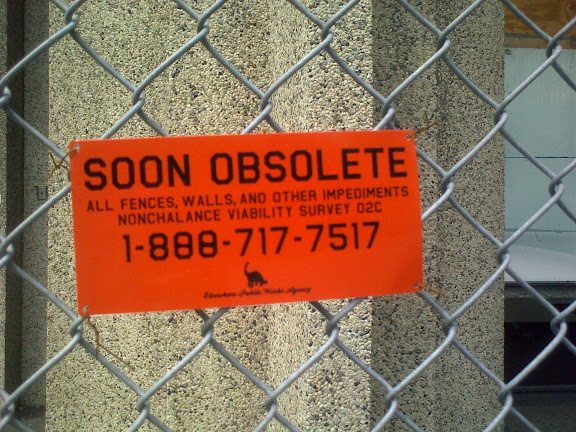 SOON OBSOLETE
ALL FENCES, WALLS, AND OTHER IMPEDIMENTS
NONCHALANCE VIABILITY SURVEY 02C
1-888-717-7517
Elsewhere Public Works Agency